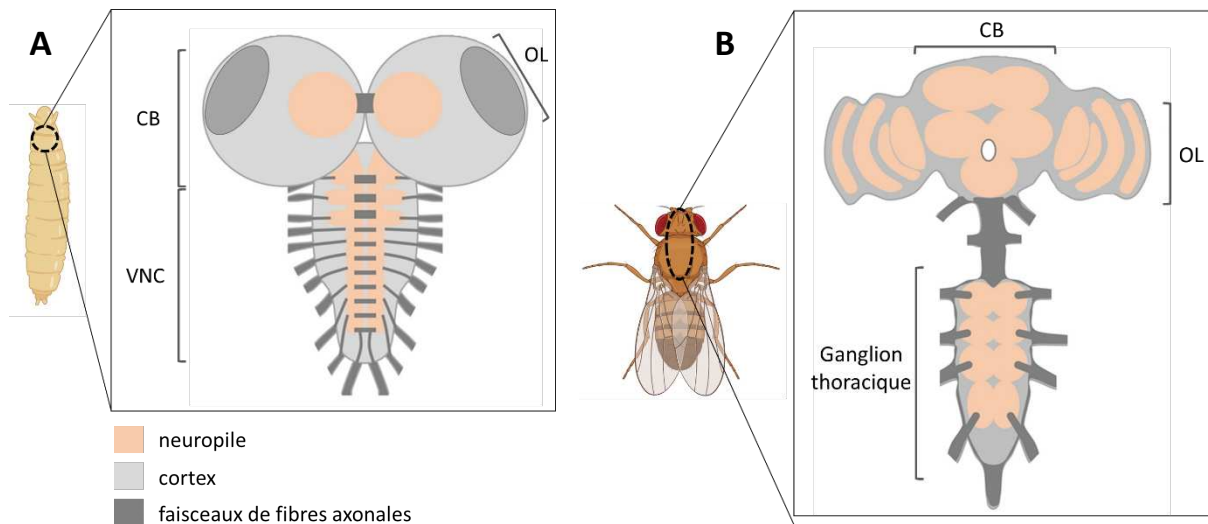 A
OL
CB
VNC
neuropile
cortex
faisceaux de fibres axonales
B
CB
OL
Ganglion
thoracique